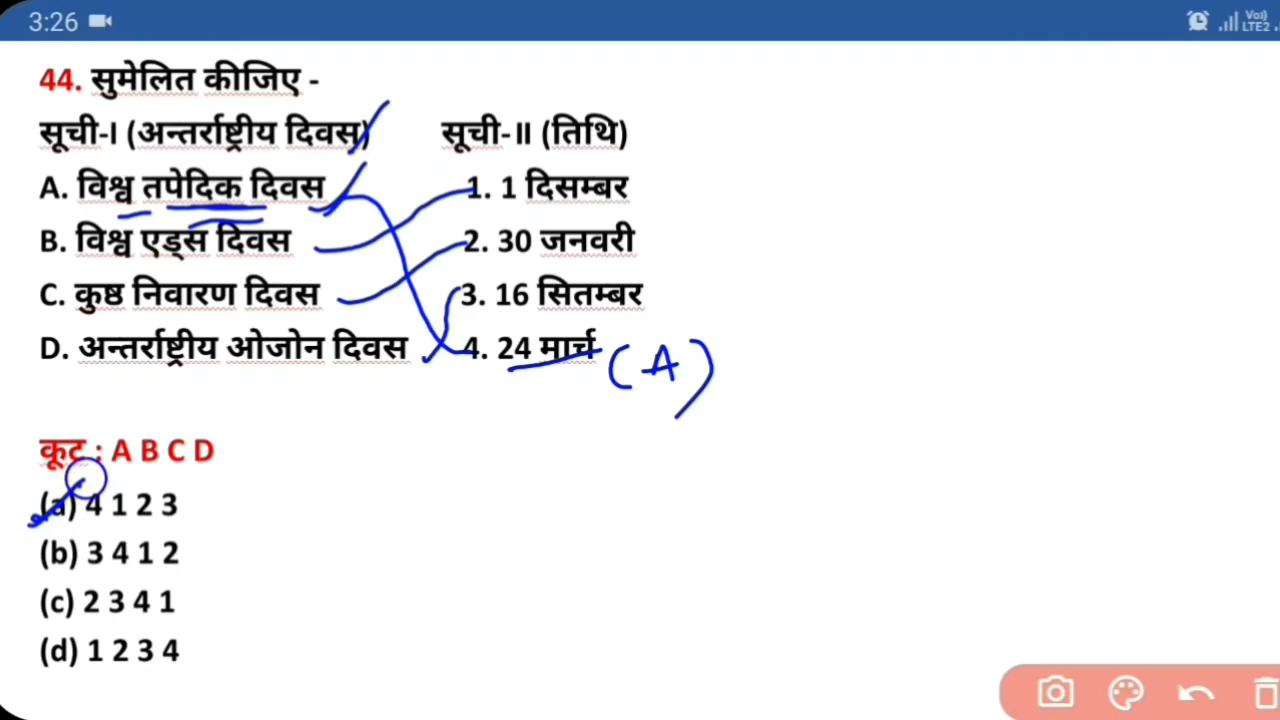 3:26
Vo)
LTE2
44. सुमेलित कीजिए -
सूची-I (अन्तर्राष्ट्रीय दिवस) सूची-II (तिथि)
A. विश्व तपेदिक दिवस 1. 1 दिसम्बर
B. विश्व एड्स दिवस 2. 30 जनवरी
C. कुष्ठ निवारण दिवस 3. 16 सितम्बर
D. अन्तर्राष्ट्रीय ओजोन दिवस 4. 24 मार्च (A)
कूट : A B C D
(a) 4 1 2 3
(b) 3 4 1 2
(c) 2 3 4 1
(d) 1 2 3 4